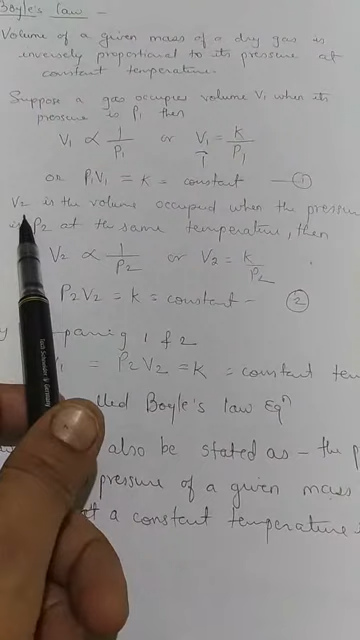 Boyle's law -
Volume of a given mass of a dry gas is
inversely proportional to its pressure at
constant temperature.
Suppose a gas occupies volume V1 when its
pressure is P1 then
V1 ∝ 1/P1 or V1 = K/P1
or P1V1 = K = constant - ①
V2 is the volume occupied when the pressure
is P2 at the same temperature, then
V2 ∝ 1/P2 or V2 = K/P2
P2V2 = K = constant - ②
paring 1 & 2
= P2V2 = K = constant
called Boyle's law Eqn
also be stated as - the
pressure of a given mass
at a constant temperature